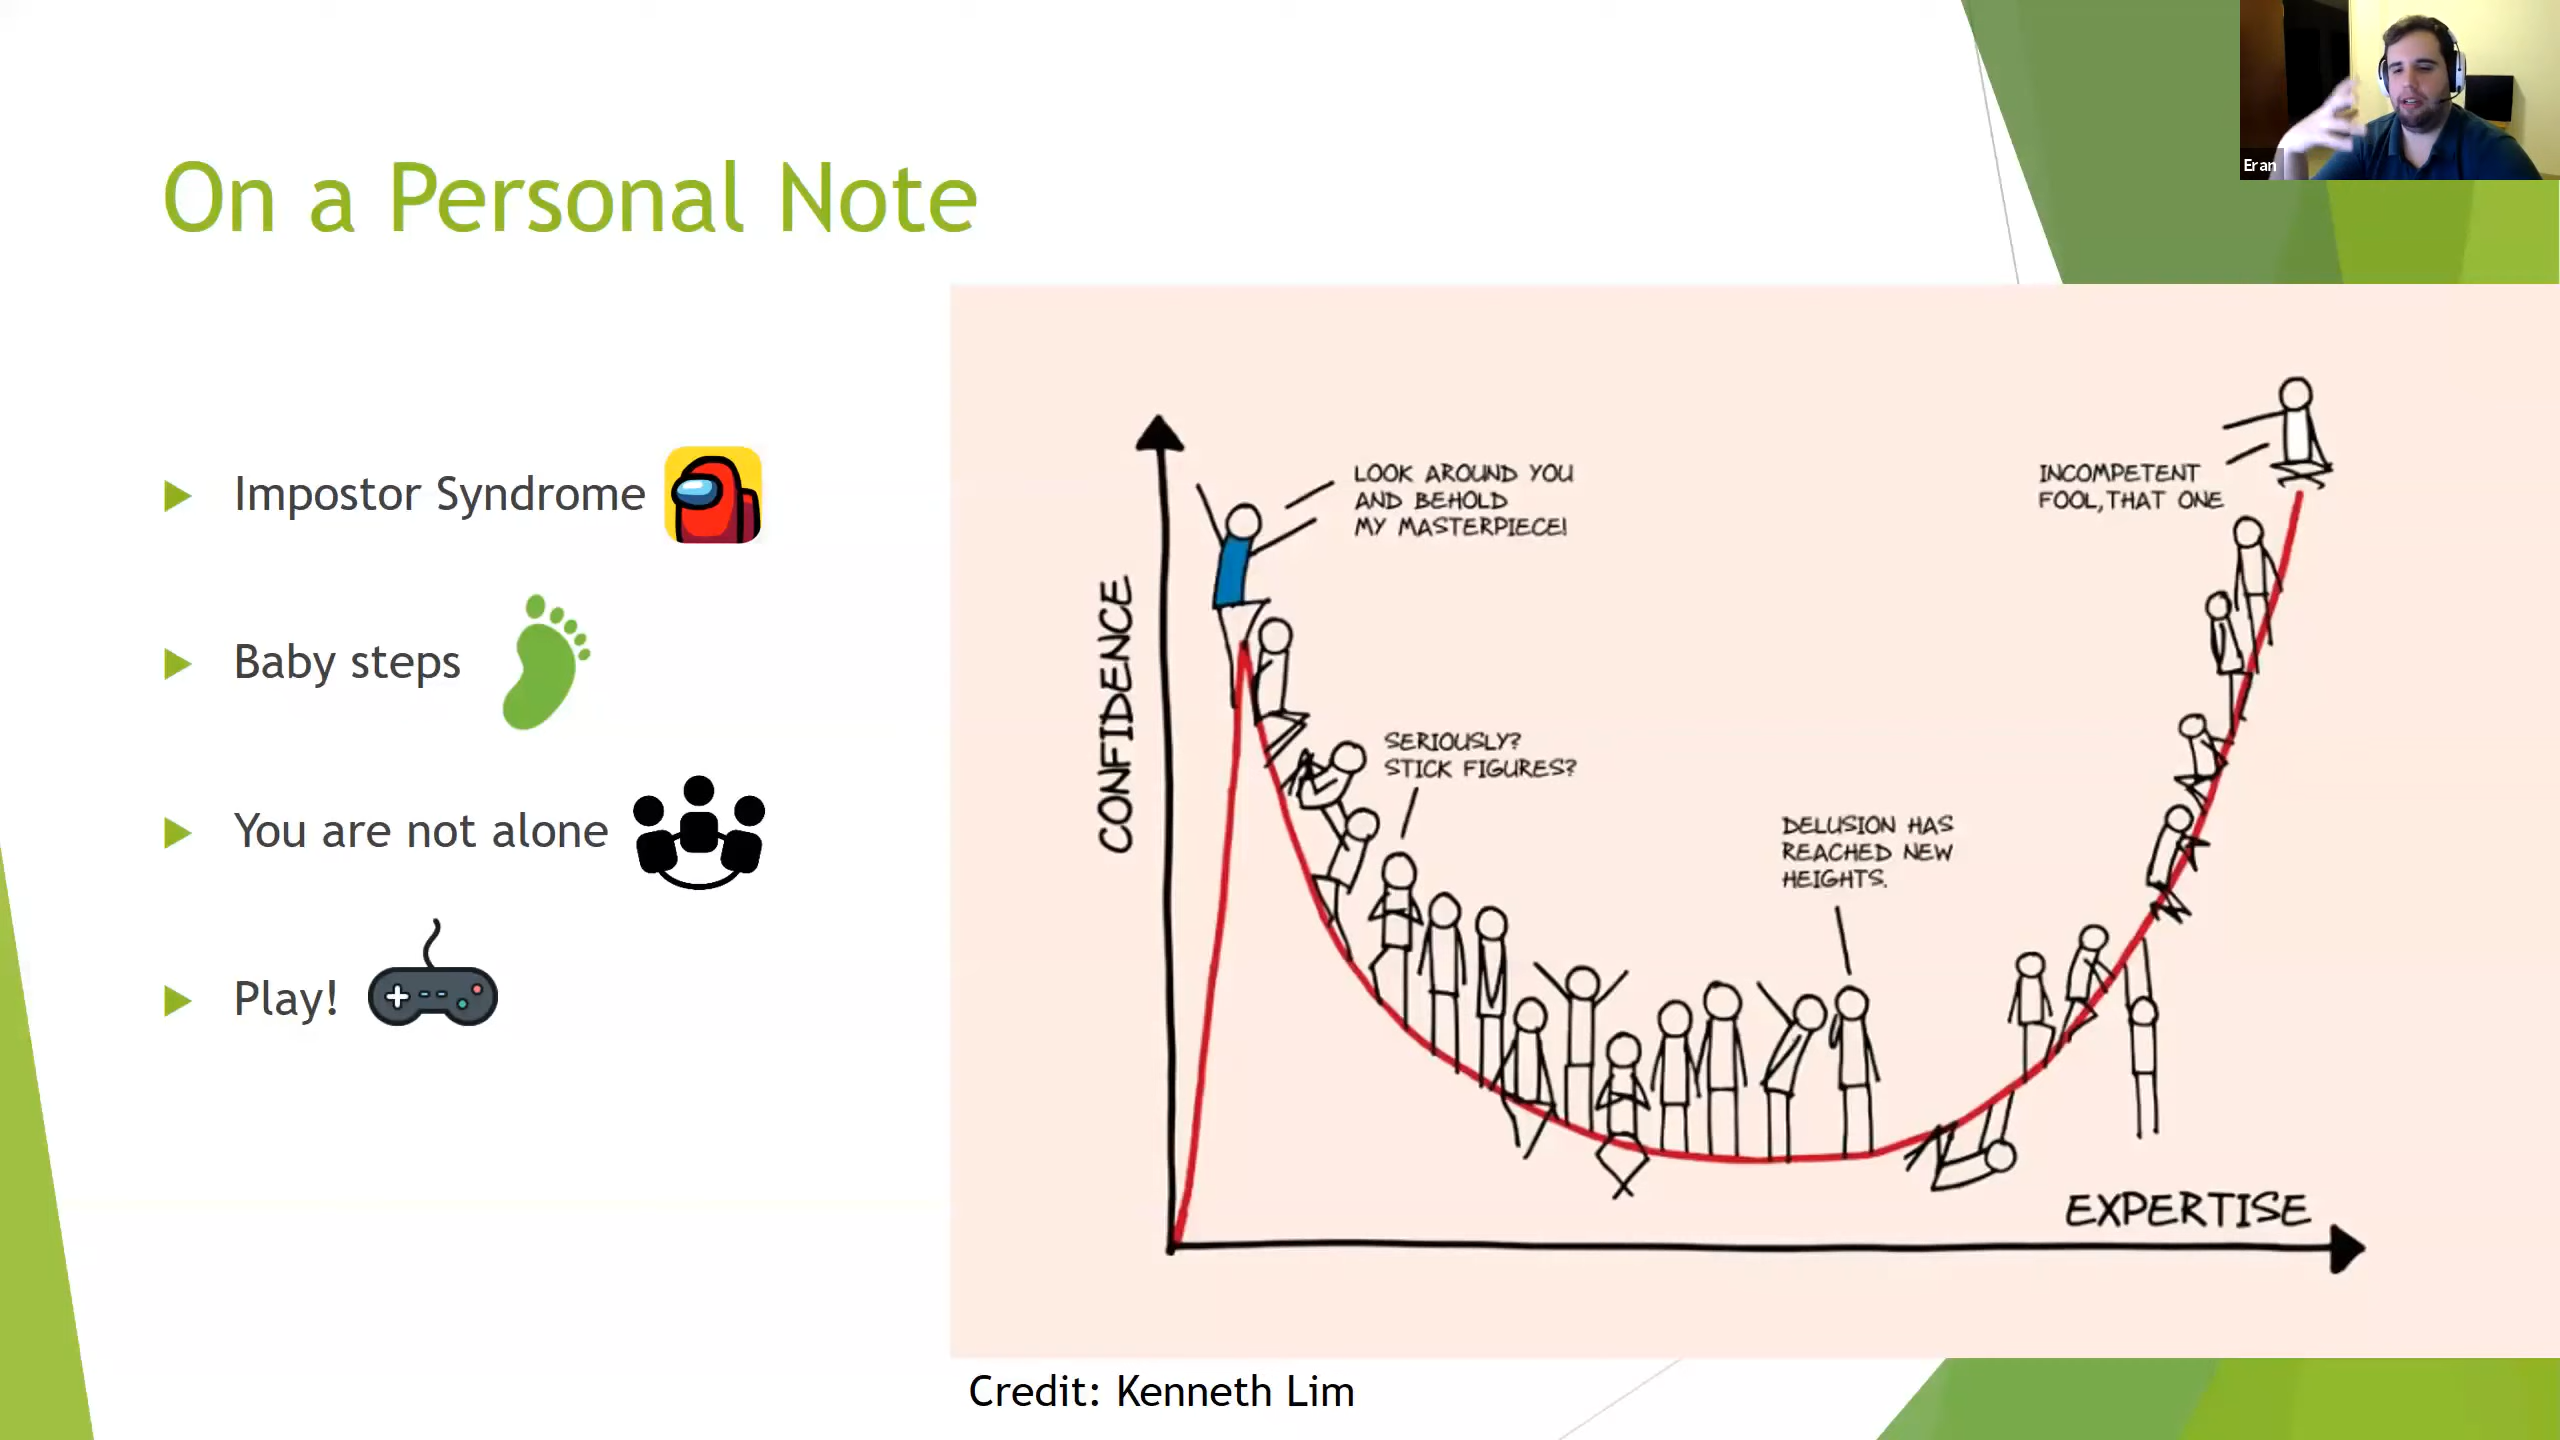 Eran
On a Personal Note
Impostor Syndrome
Baby steps
You are not alone
Play!
CONFIDENCE
LOOK AROUND YOU
AND BEHOLD
MY MASTERPIECE!
SERIOUSLY?
STICK FIGURES?
DELUSION HAS
REACHED NEW
HEIGHTS.
INCOMPETENT
FOOL, THAT ONE
EXPERTISE
Credit: Kenneth Lim